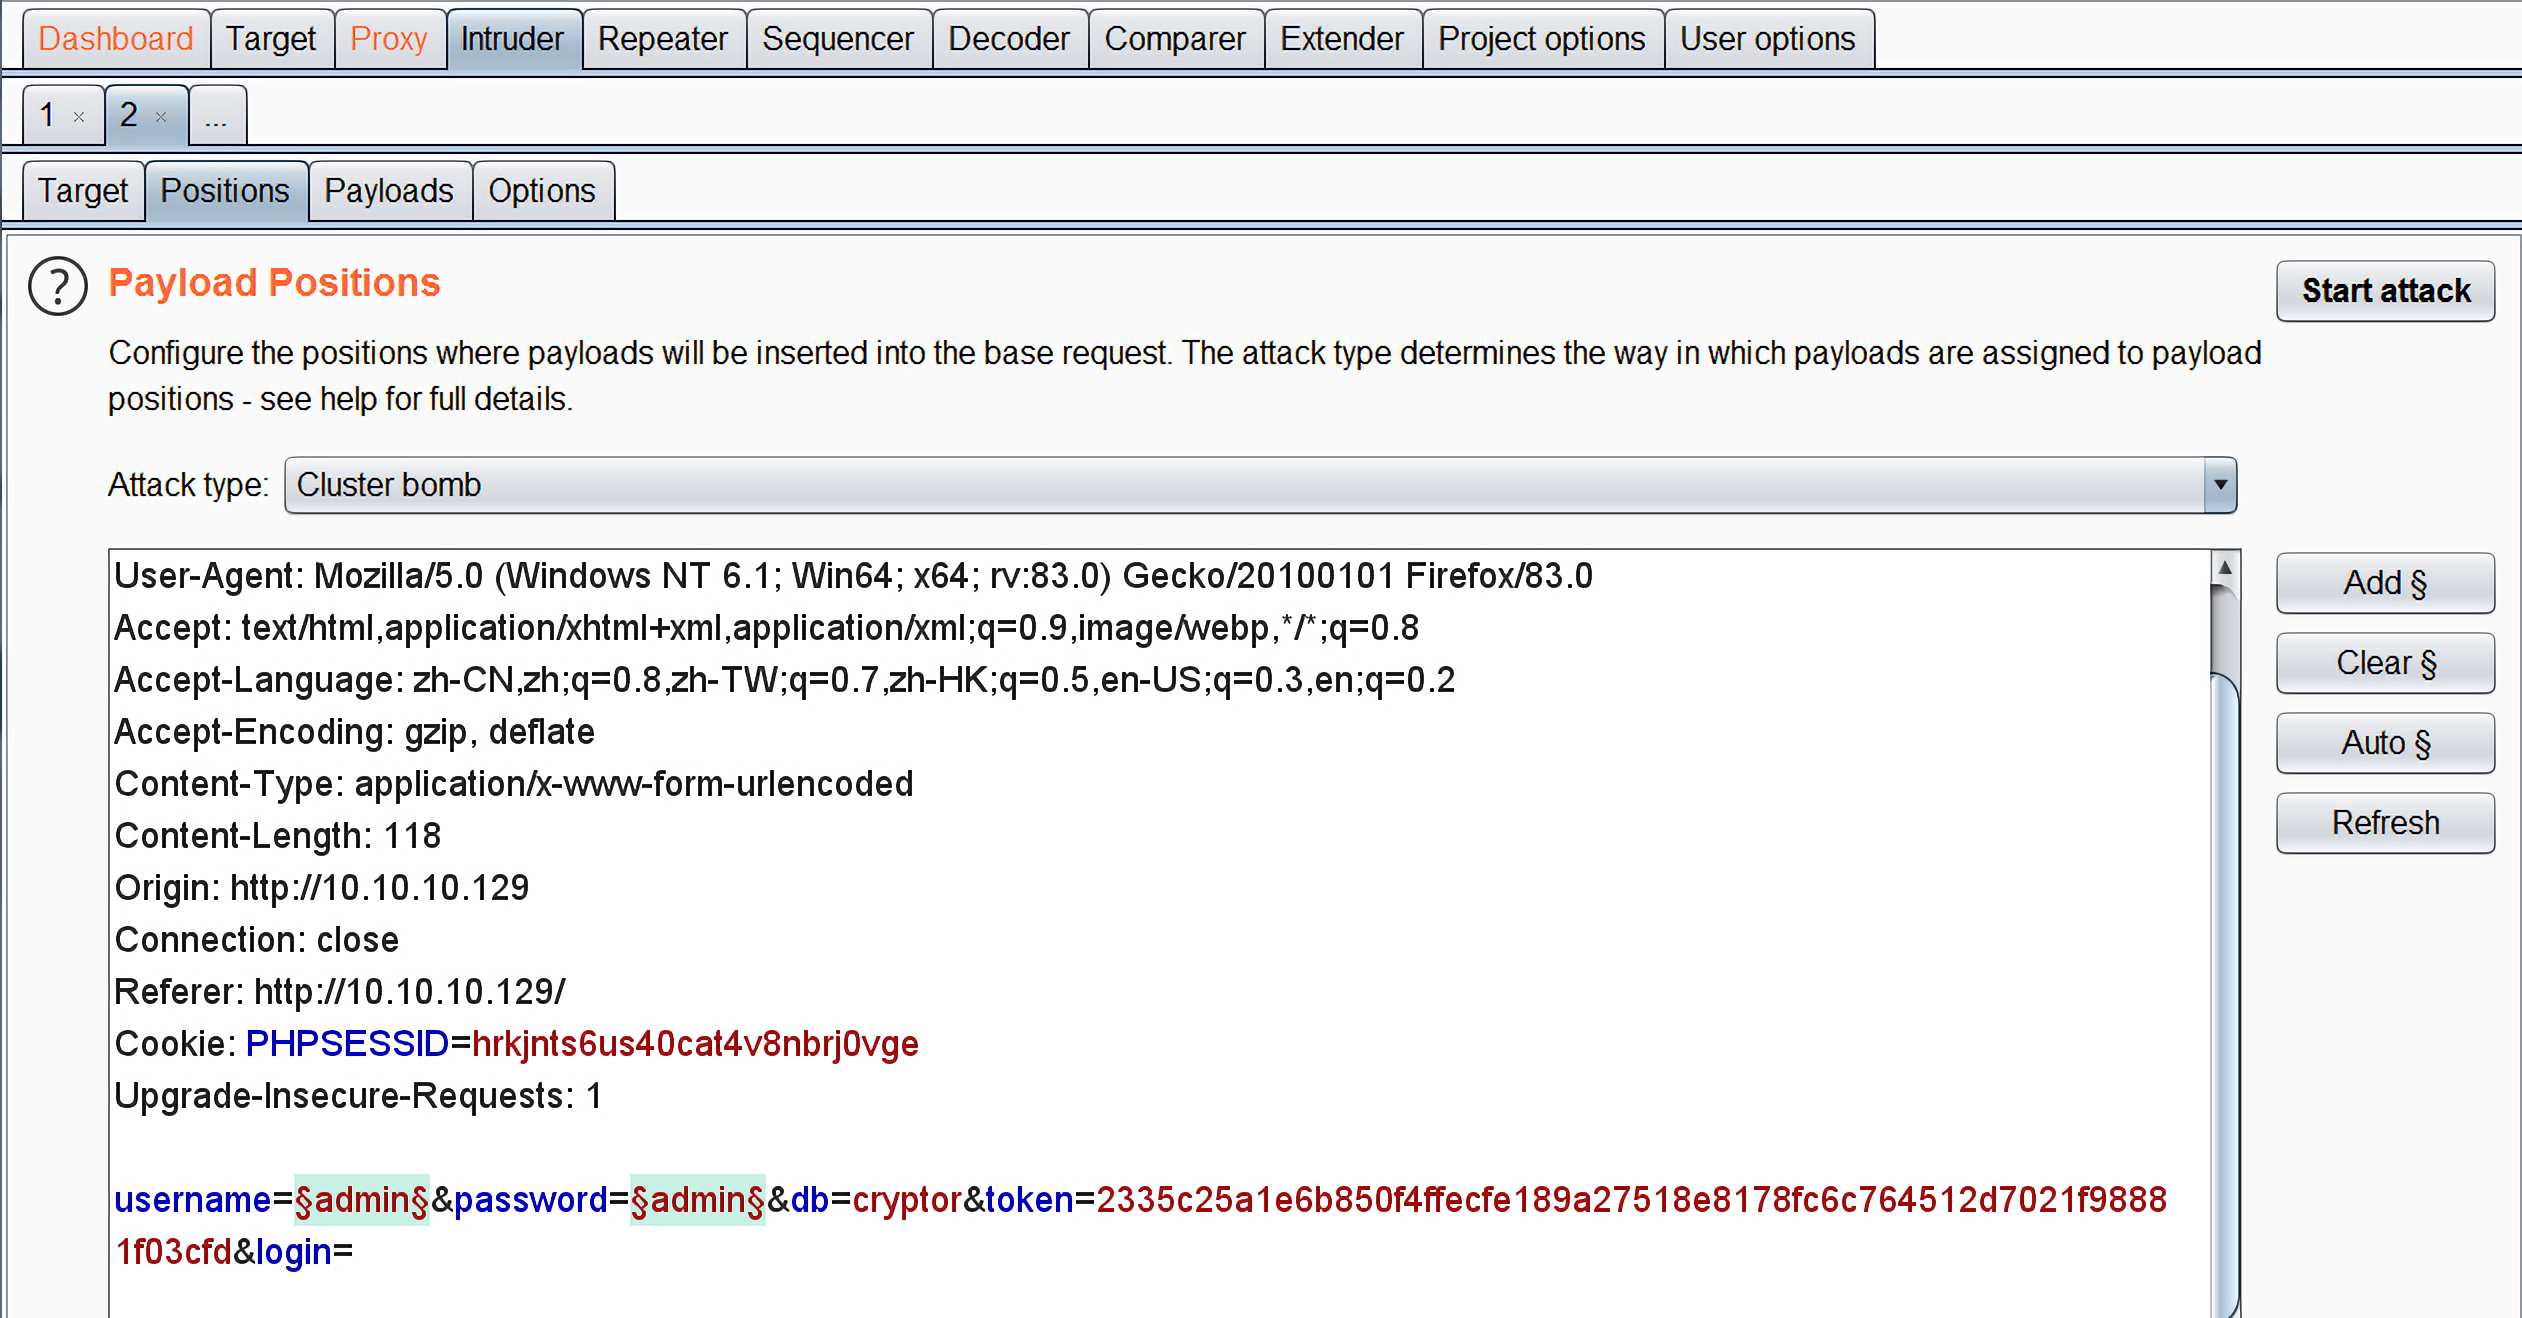 Dashboard Target Proxy Intruder Repeater Sequencer Decoder Comparer Extender Project options User options
1 × 2 × ...
Target Positions Payloads Options
? Payload Positions
Start attack
Configure the positions where payloads will be inserted into the base request. The attack type determines the way in which payloads are assigned to payload
positions - see help for full details.
Attack type: Cluster bomb
User-Agent: Mozilla/5.0 (Windows NT 6.1; Win64; x64; rv:83.0) Gecko/20100101 Firefox/83.0
Accept: text/html,application/xhtml+xml,application/xml;q=0.9,image/webp,*/*;q=0.8
Accept-Language: zh-CN,zh;q=0.8,zh-TW;q=0.7,zh-HK;q=0.5,en-US;q=0.3,en;q=0.2
Accept-Encoding: gzip, deflate
Content-Type: application/x-www-form-urlencoded
Content-Length: 118
Origin: http://10.10.10.129
Connection: close
Referer: http://10.10.10.129/
Cookie: PHPSESSID=hrkjnts6us40cat4v8nbrj0vge
Upgrade-Insecure-Requests: 1
username=§admin§&password=§admin§&db=cryptor&token=2335c25a1e6b850f4ffecfe189a27518e8178fc6c764512d7021f9888
1f03cfd&login=
Add §
Clear §
Auto §
Refresh